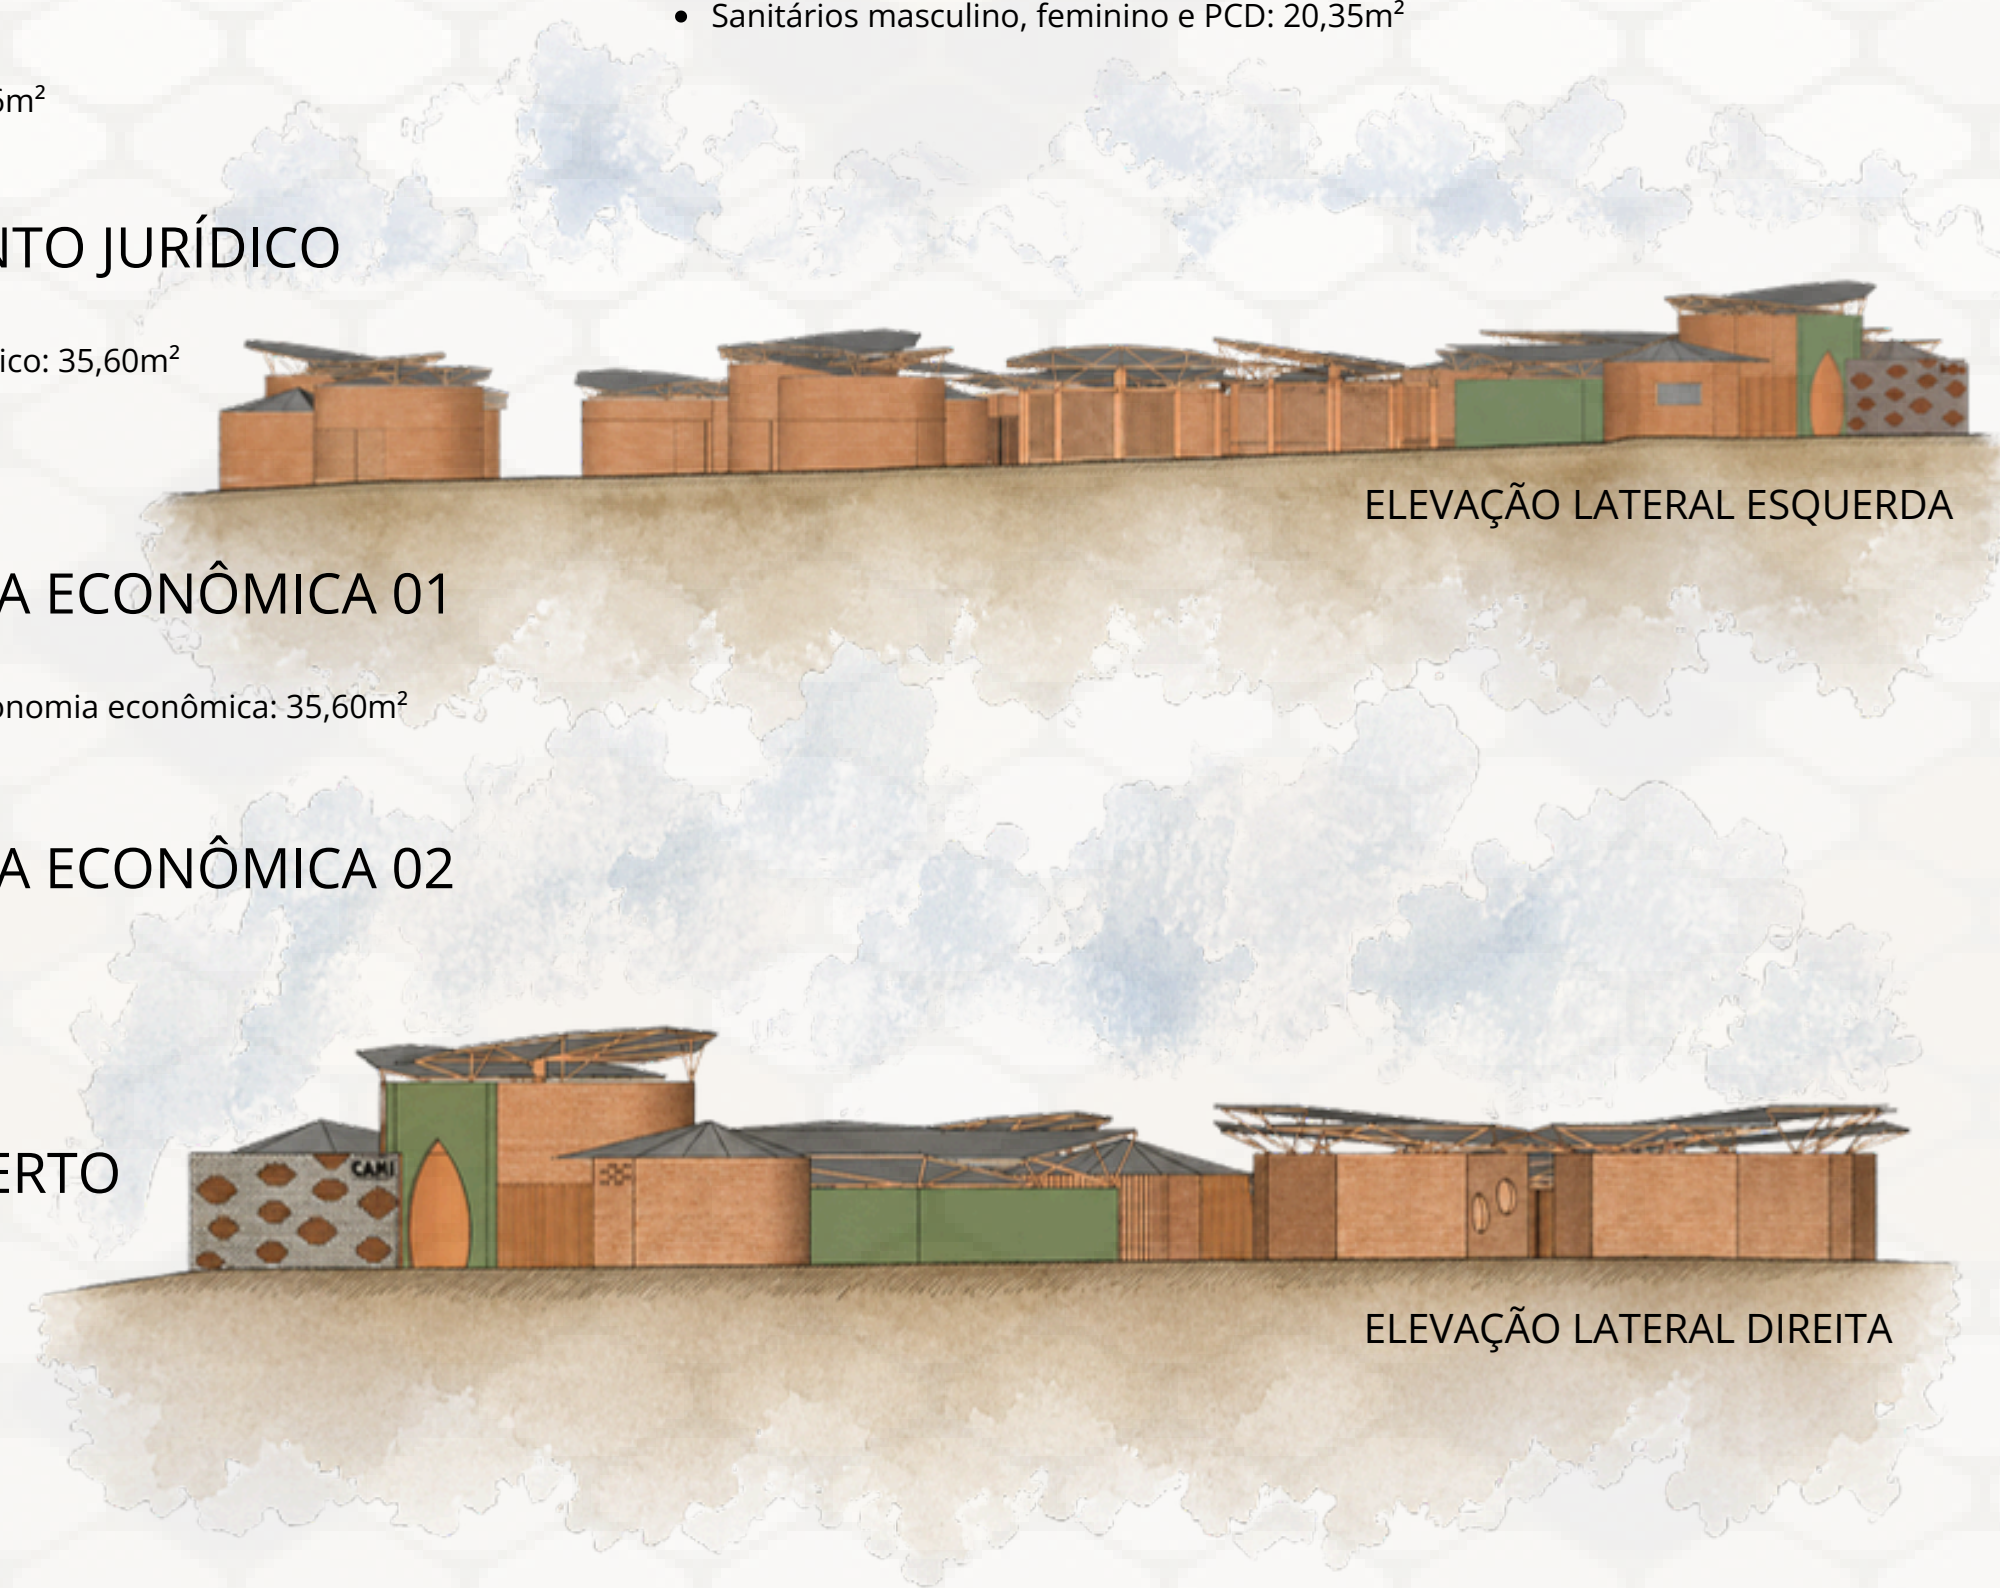 Sanitários masculino, feminino e PCD: 20,35m²
m²
NTO JURÍDICO
ico: 35,60m²
ELEVAÇÃO LATERAL ESQUERDA
A ECONÔMICA 01
onomia econômica: 35,60m²
A ECONÔMICA 02
CAMI
ERTO
ELEVAÇÃO LATERAL DIREITA